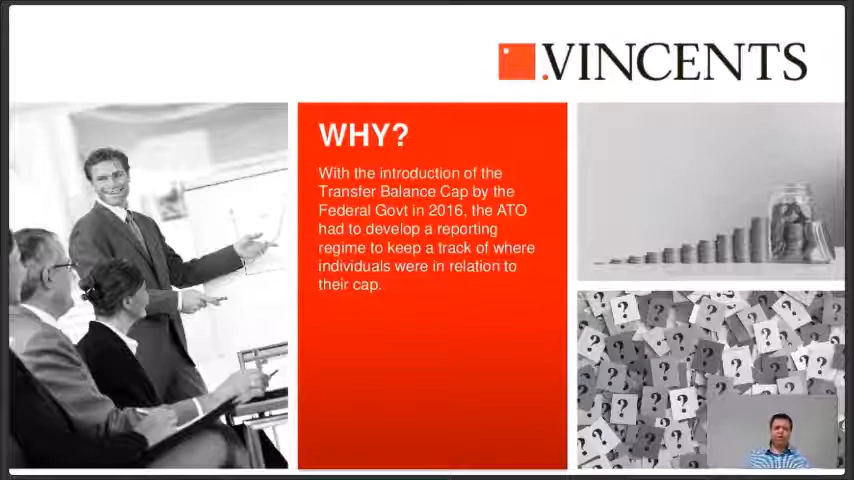 .VINCENTS
WHY?
With the introduction of the
Transfer Balance Cap by the
Federal Govt in 2016, the ATO
had to develop a reporting
regime to keep a track of where
individuals were in relation to
their cap.